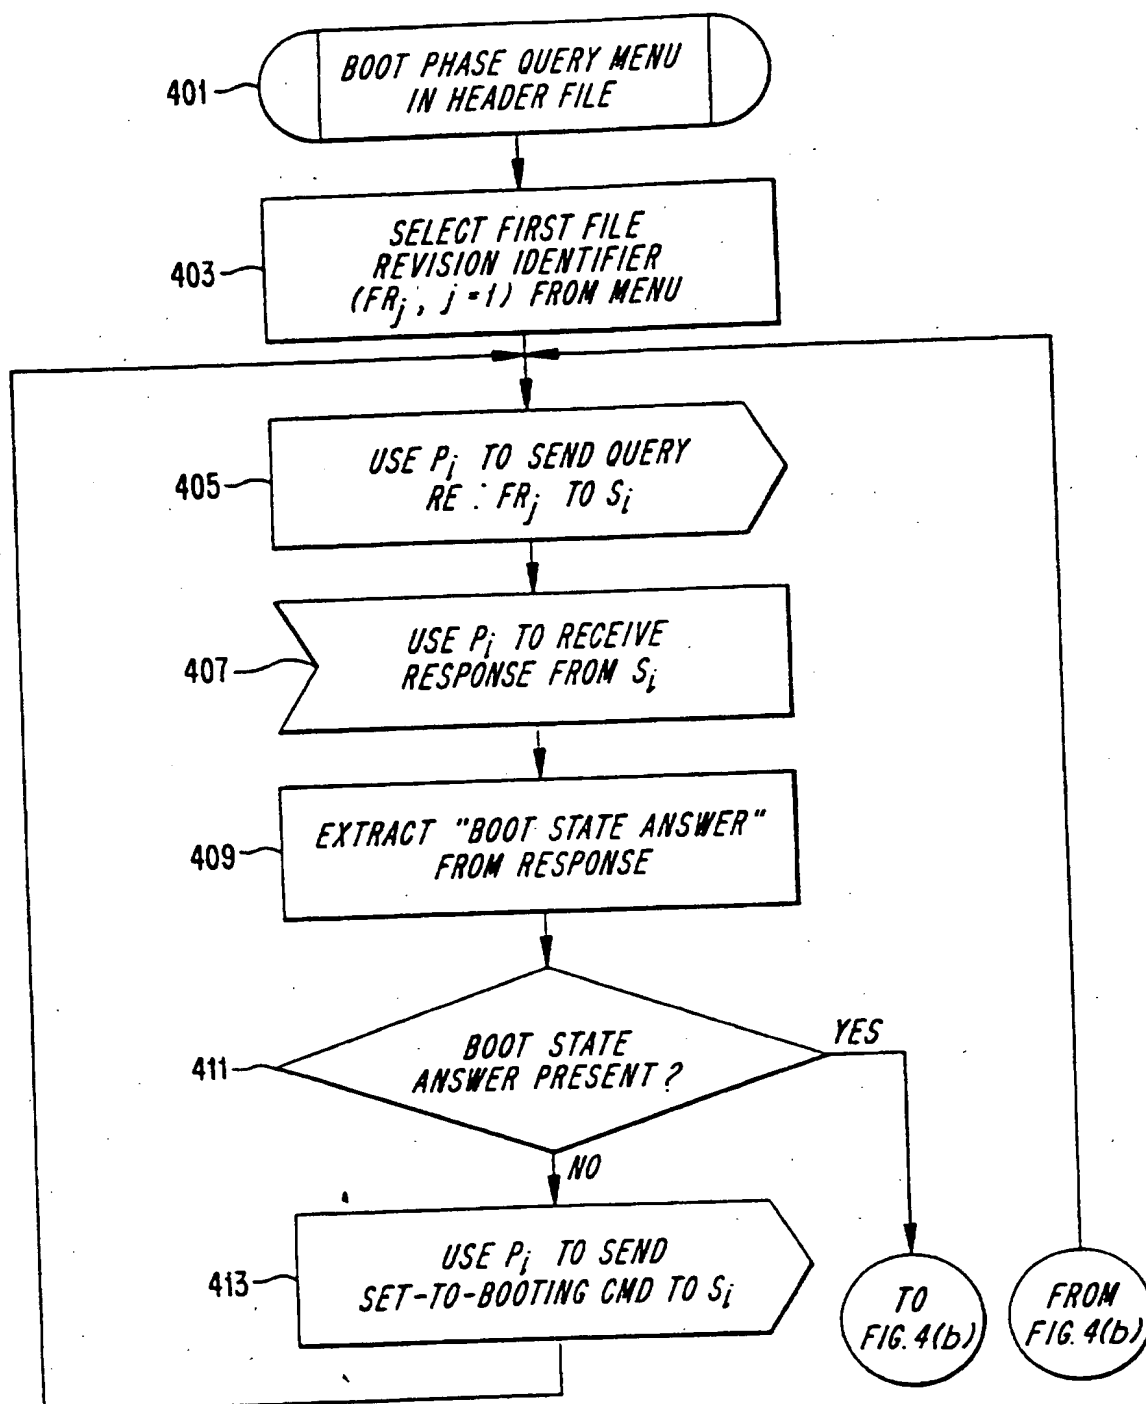 401
BOOT PHASE QUERY MENU
IN HEADER FILE
403
SELECT FIRST FILE
REVISION IDENTIFIER
(FRj, j=1) FROM MENU
405
USE Pi TO SEND QUERY
RE: FRj TO Si
407
USE Pi TO RECEIVE
RESPONSE FROM Si
409
EXTRACT "BOOT STATE ANSWER"
FROM RESPONSE
411
BOOT STATE
ANSWER PRESENT?
YES
NO
413
USE Pi TO SEND
SET-TO-BOOTING CMD TO Si
TO
FIG. 4(b)
FROM
FIG. 4(b)